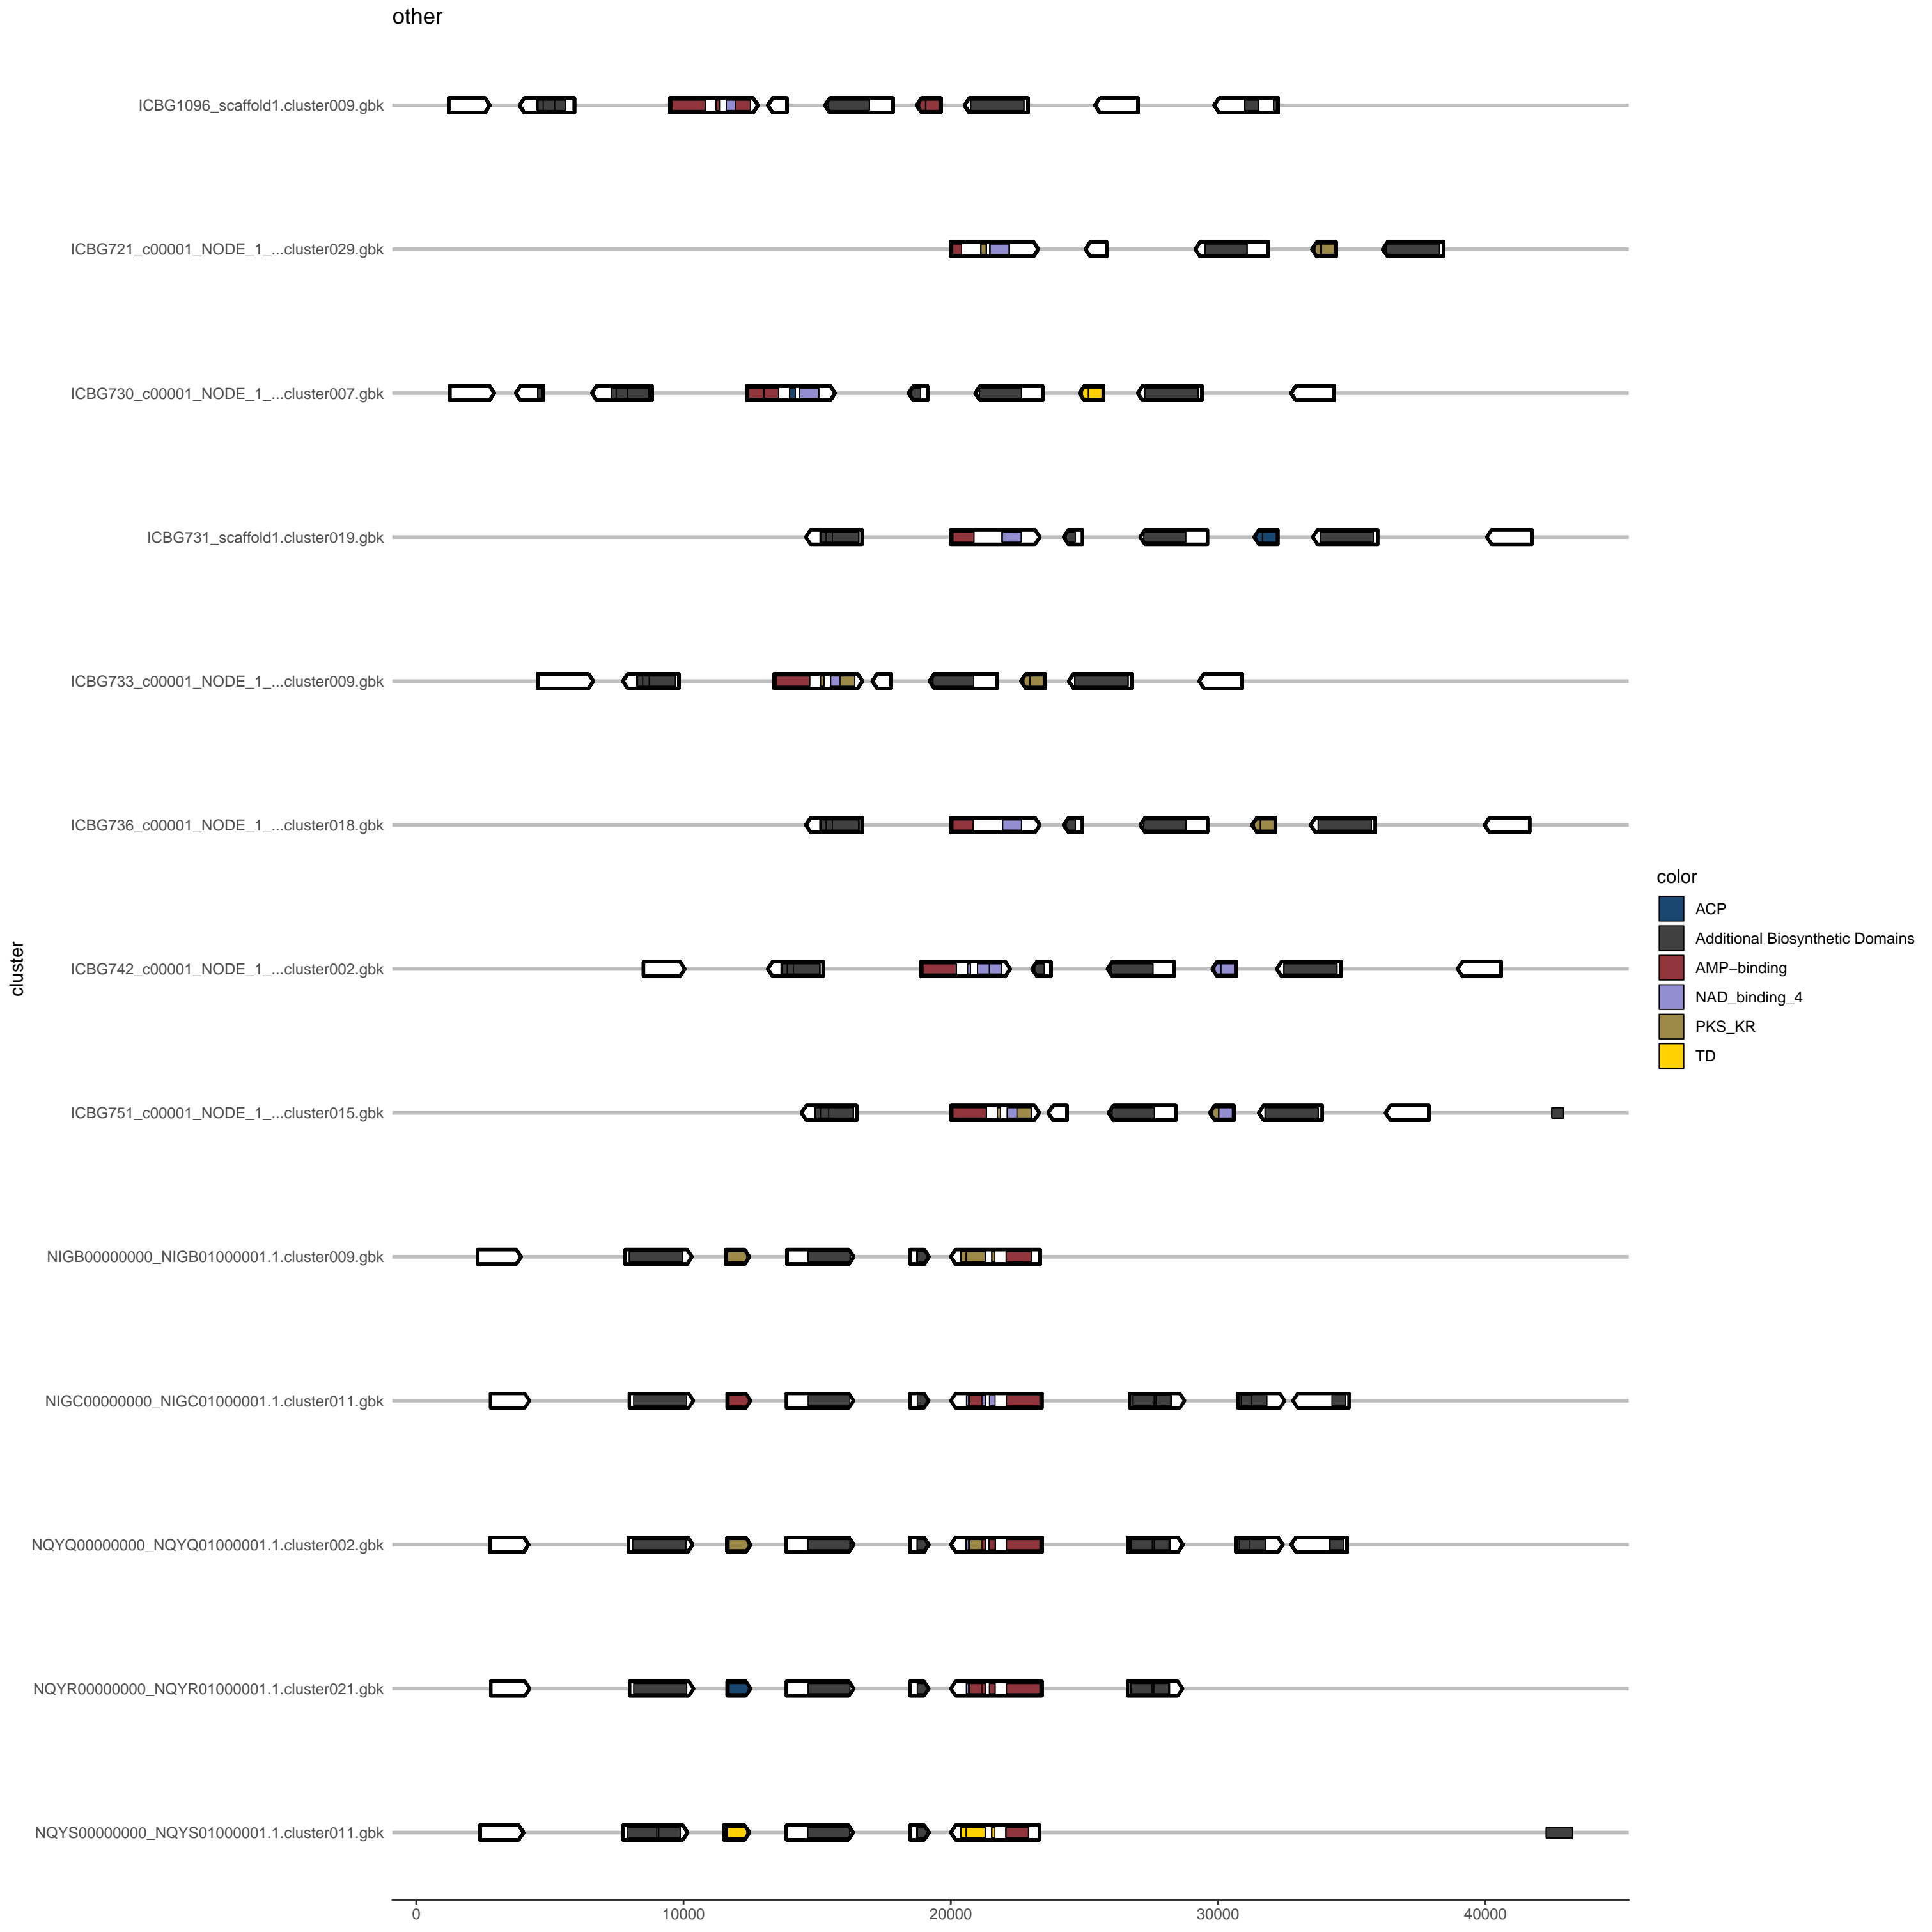 other
ICBG1096_scaffold1.cluster009.gbk
ICBG721_c00001_NODE_1_...cluster029.gbk
ICBG730_c00001_NODE_1_...cluster007.gbk
ICBG731_scaffold1.cluster019.gbk
ICBG733_c00001_NODE_1_...cluster009.gbk
ICBG736_c00001_NODE_1_...cluster018.gbk
ICBG742_c00001_NODE_1_...cluster002.gbk
ICBG751_c00001_NODE_1_...cluster015.gbk
NIGB00000000_NIGB01000001.1.cluster009.gbk
NIGC00000000_NIGC01000001.1.cluster011.gbk
NQYQ00000000_NQYQ01000001.1.cluster002.gbk
NQYR00000000_NQYR01000001.1.cluster021.gbk
NQYS00000000_NQYS01000001.1.cluster011.gbk
cluster
0 10000 20000 30000 40000
color
ACP
Additional Biosynthetic Domains
AMP−binding
NAD_binding_4
PKS_KR
TD